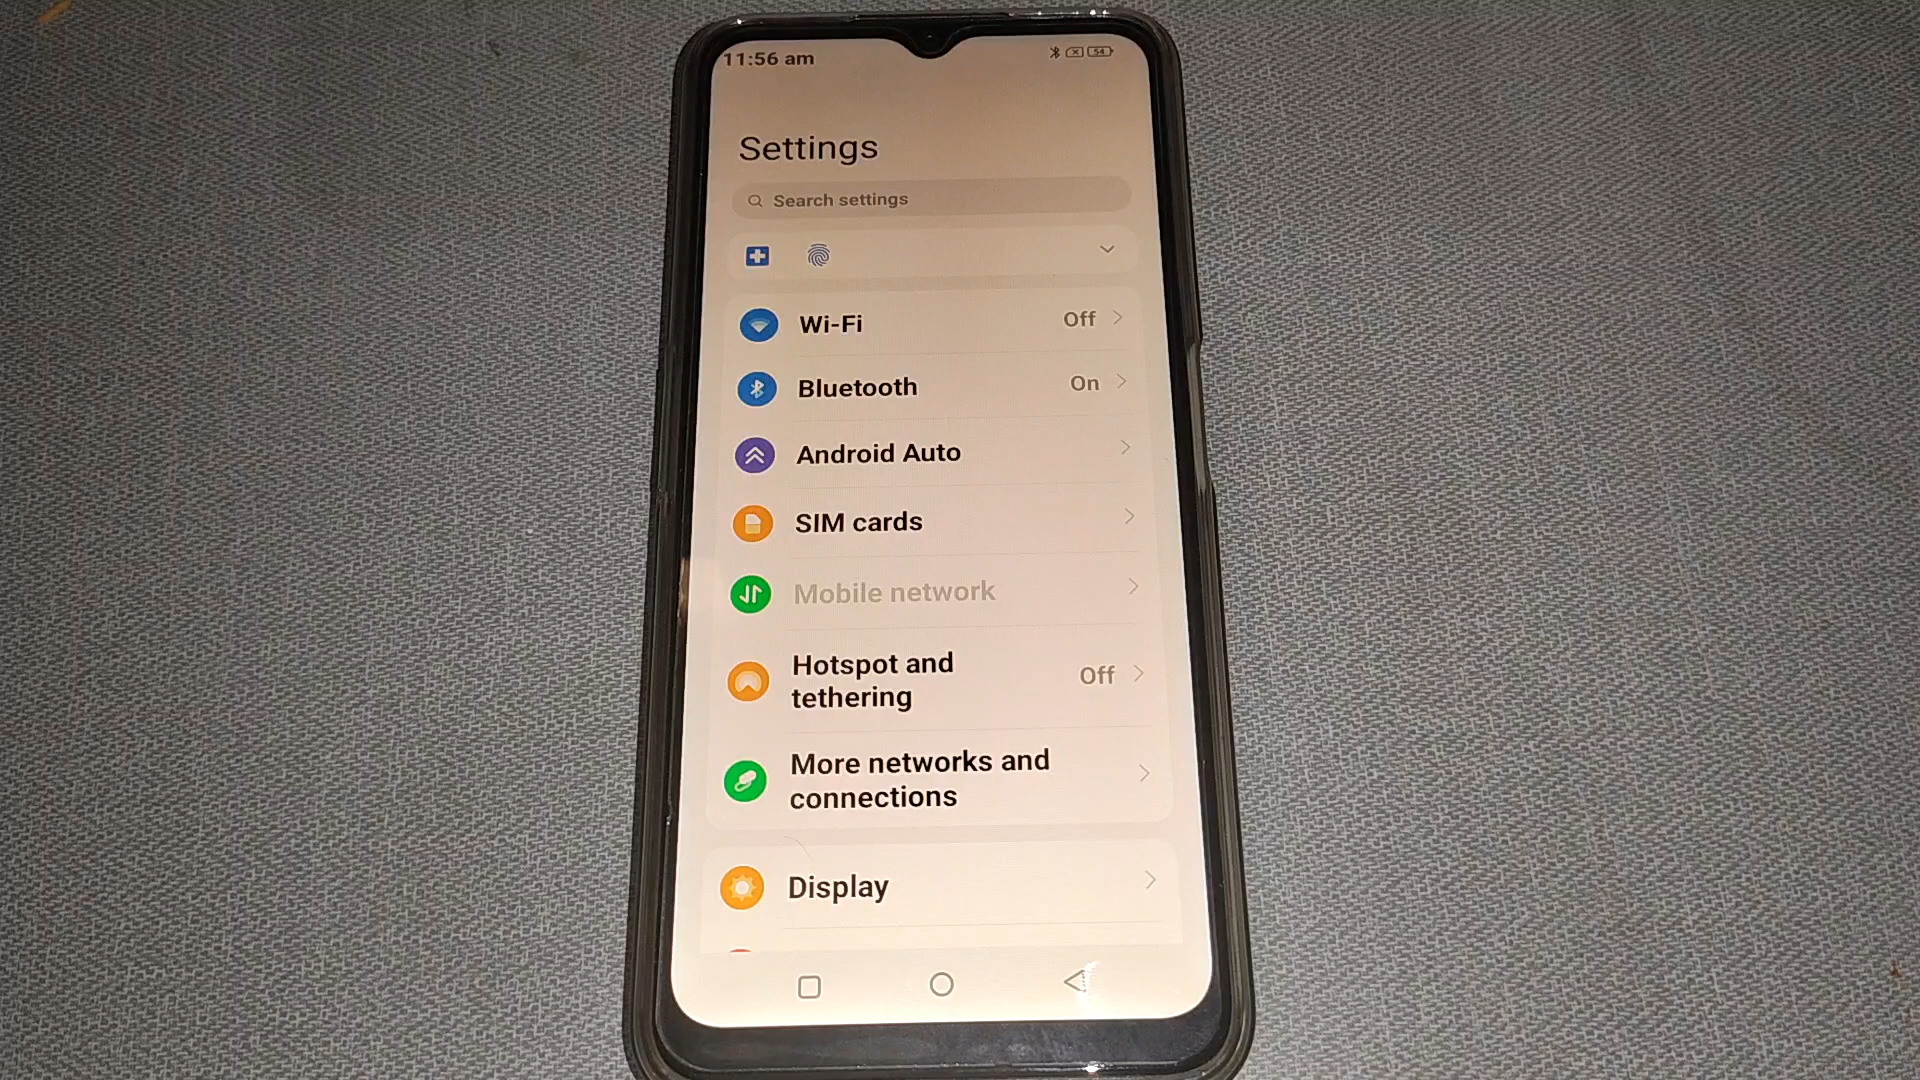 11:56 am
54
Settings
Search settings
Wi-Fi
Off
Bluetooth
On
Android Auto
SIM cards
Mobile network
Hotspot and
tethering
Off
More networks and
connections
Display